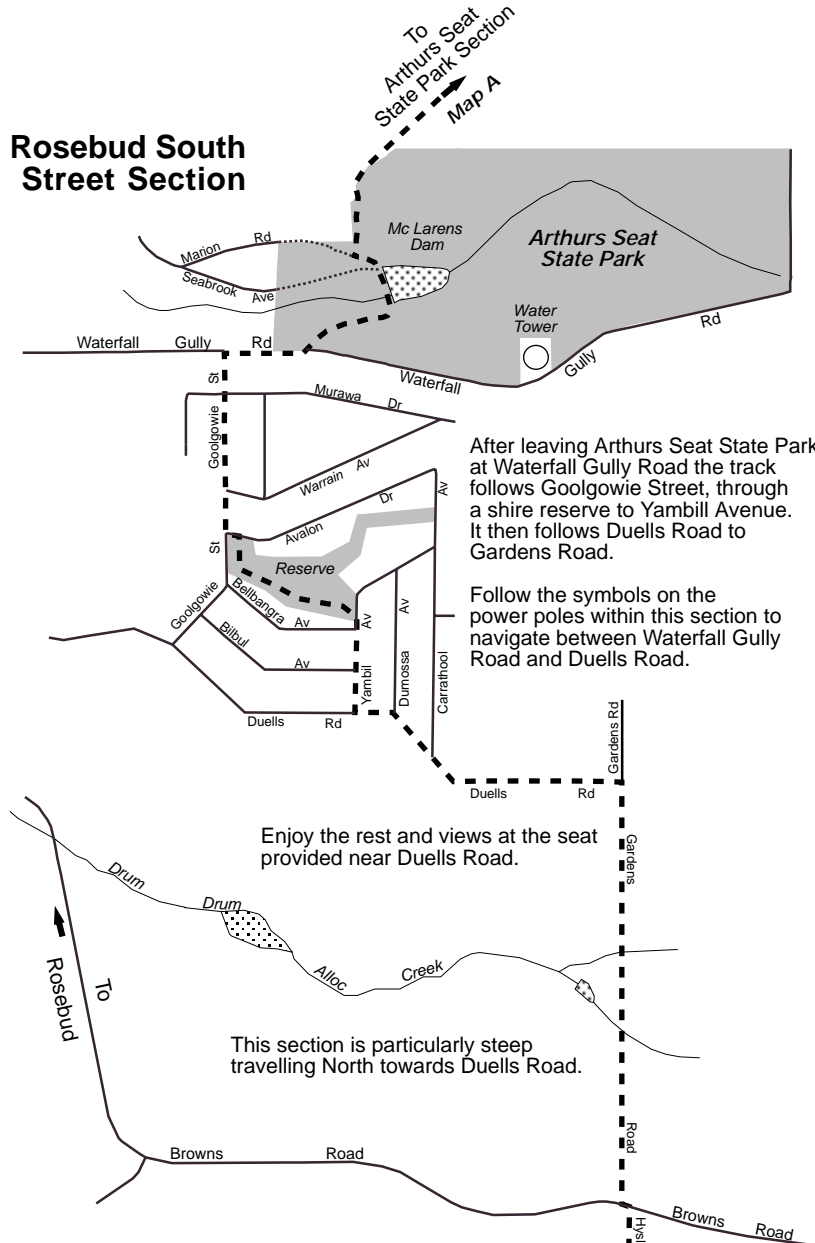 To
Arthurs Seat
State Park Section
Map A
Rosebud South
Street Section
Marion Rd
Seabrook Ave
Mc Larens
Dam
Arthurs Seat
State Park
Water
Tower
Waterfall Gully Rd
Waterfall Gully Rd
Goolgowie St
Murawa Dr
Warrain Av
Avalon Dr
Av
After leaving Arthurs Seat State Park
at Waterfall Gully Road the track
follows Goolgowie Street, through
a shire reserve to Yambill Avenue.
It then follows Duells Road to
Gardens Road.
Reserve
Goolgowie St
Bellbangra Av
Bilbul Av
Yambil Av
Dumossa Av
Carrathool
Follow the symbols on the
power poles within this section to
navigate between Waterfall Gully
Road and Duells Road.
Duells Rd
Gardens Rd
Duells Rd
Enjoy the rest and views at the seat
provided near Duells Road.
Gardens Road
Drum Drum Alloc Creek
To
Rosebud
This section is particularly steep
travelling North towards Duells Road.
Browns Road
Browns Road
Hysl